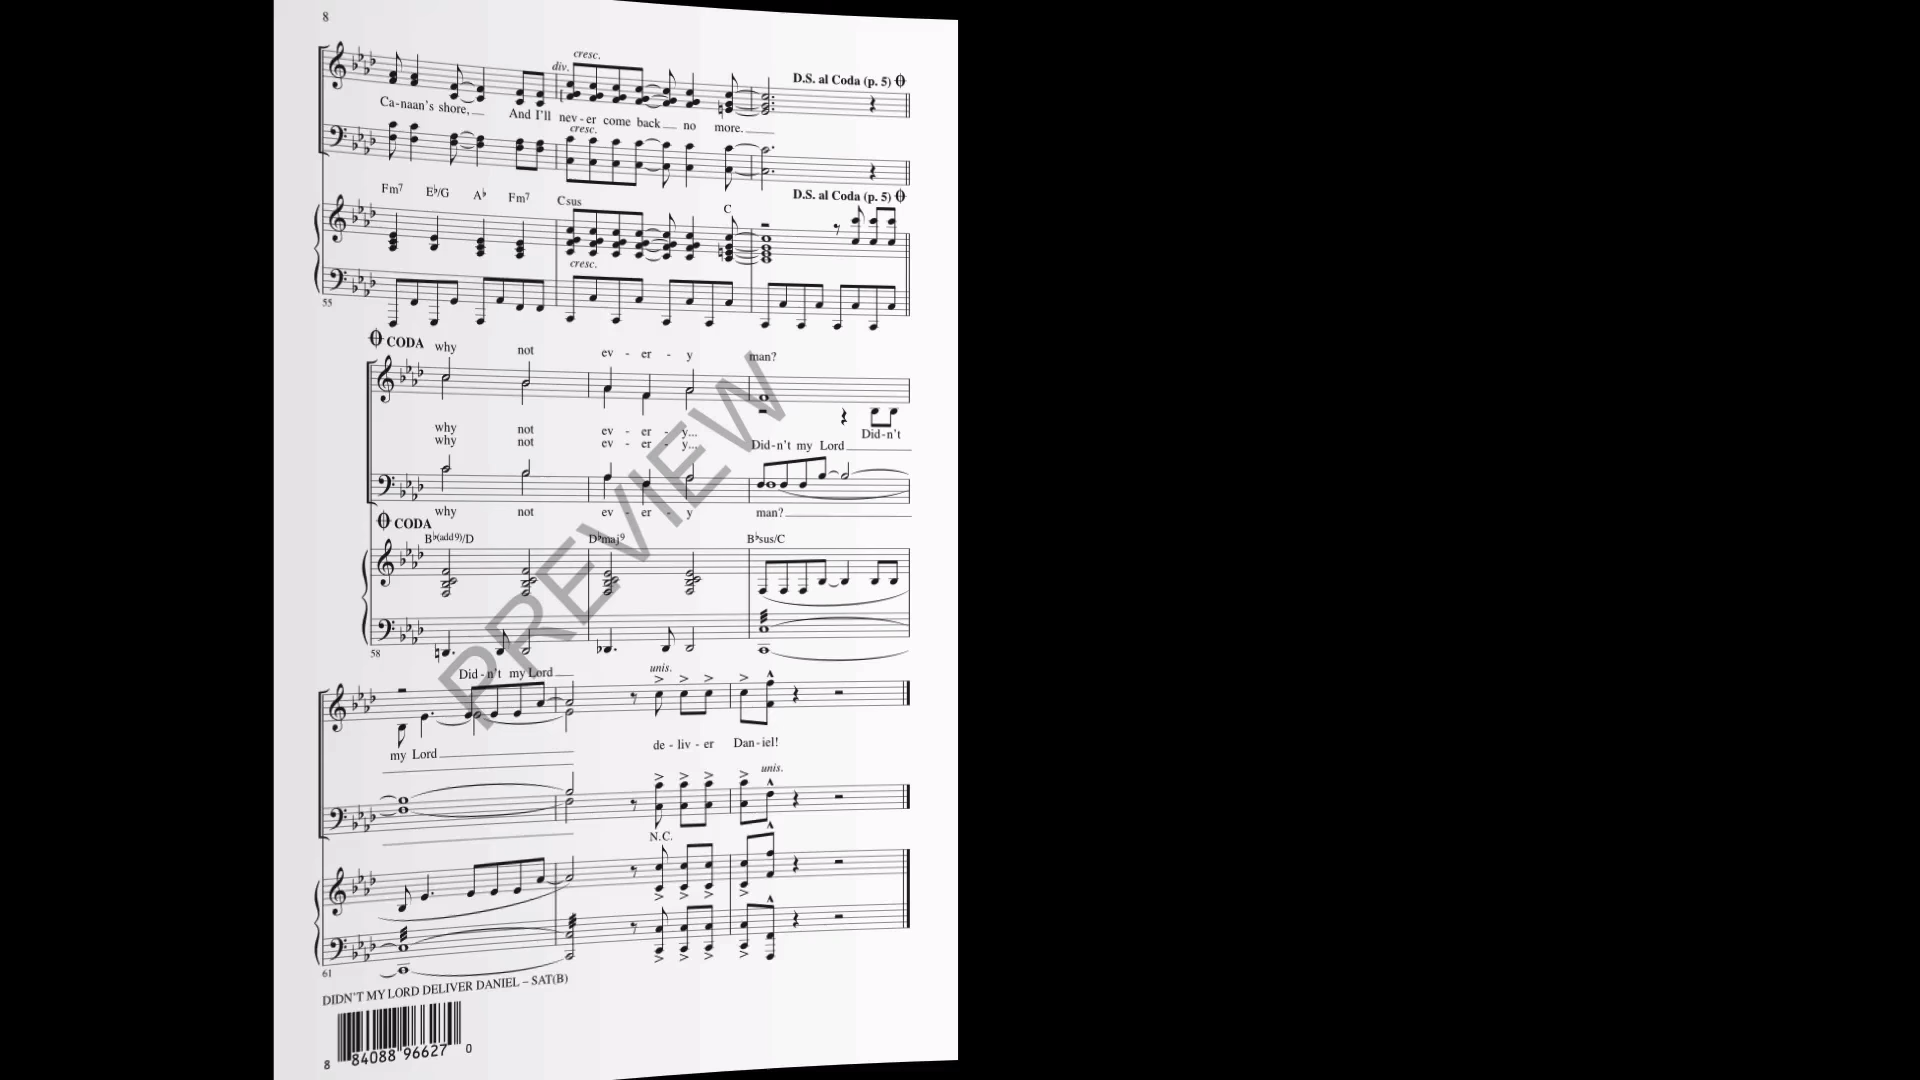 8
cresc.
div.
D.S. al Coda (p. 5)
Ca-naan's shore, And I'll nev-er come back no more.
cresc.
D.S. al Coda (p. 5)
Fm7 E♭/G A♭ Fm7 Csus C
cresc.
55
CODA
why not ev - er - y man?
Did-n't
why not ev - er - y...
why not ev - er - y... Did-n't my Lord
why not ev - er - y man?
CODA
B♭(add9)/D D♭maj9 B♭sus/C
58
PREVIEW
Did-n't my Lord
unis.
my Lord de - liv - er Dan-iel!
unis.
N.C.
61
DIDN'T MY LORD DELIVER DANIEL – SAT(B)
8 84088 96627 0